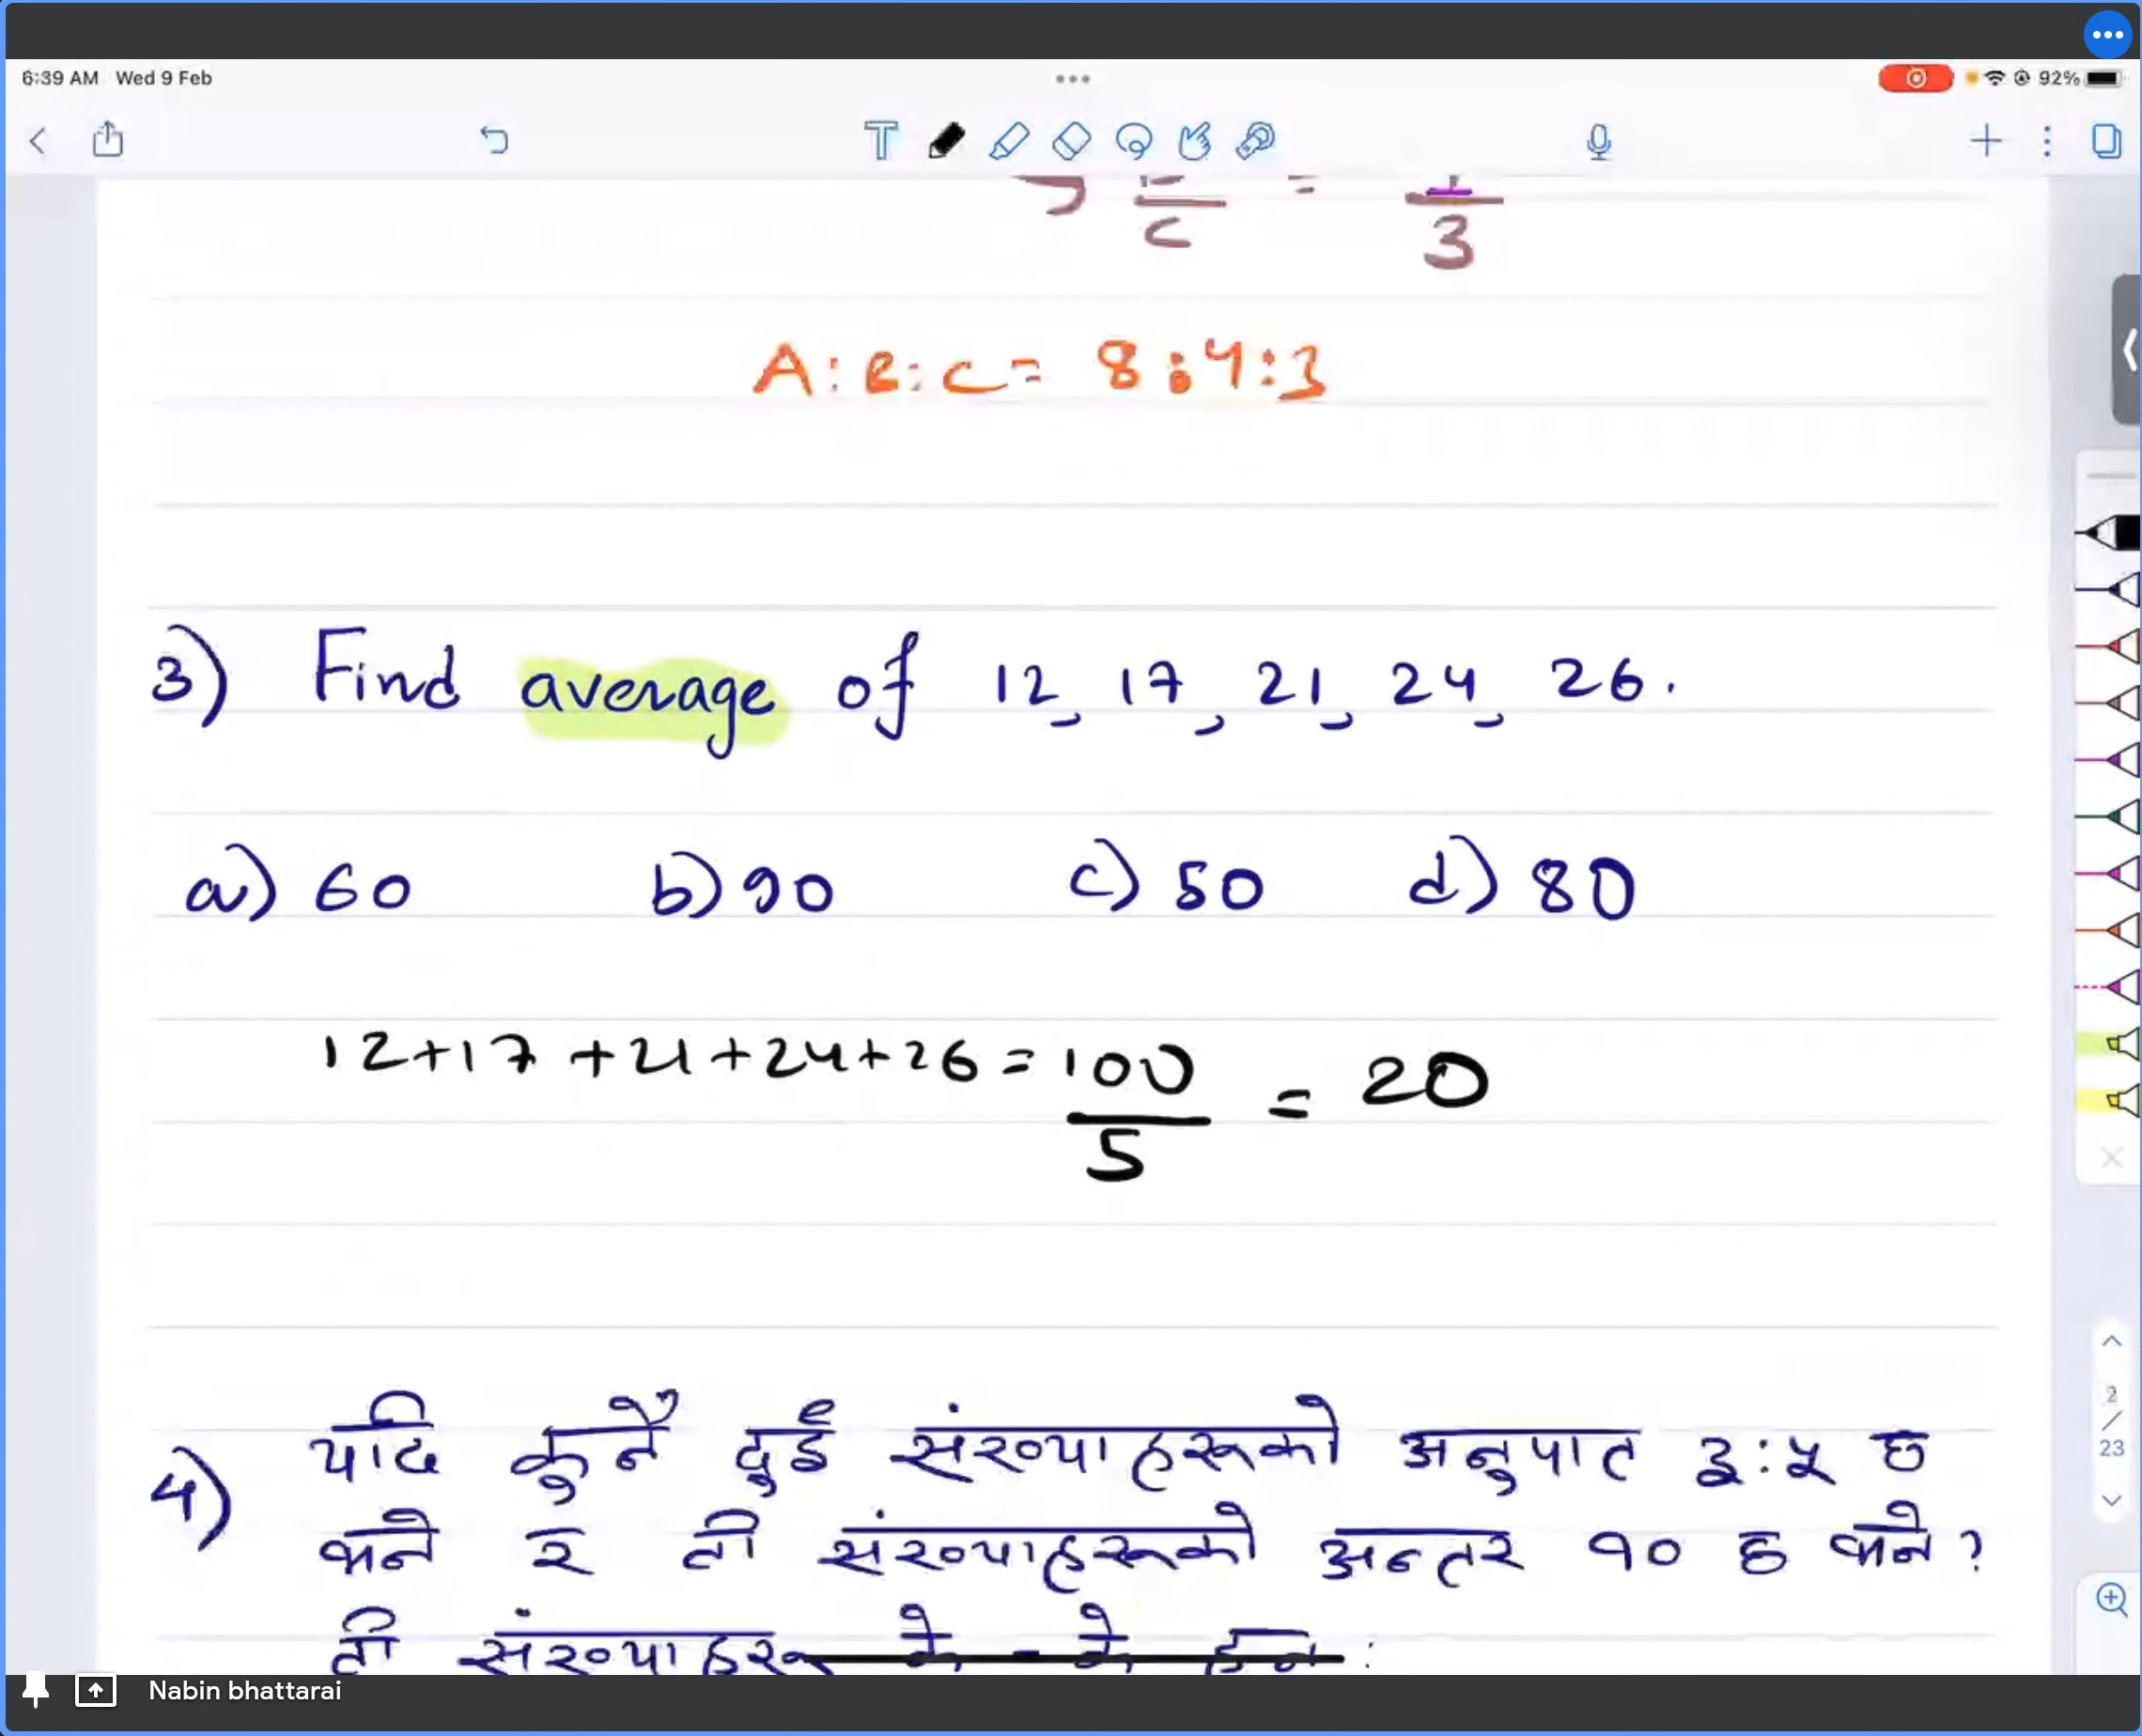 6:39 AM Wed 9 Feb
92%
C = 3
A:B:C = 8:4:3
3) Find average of 12, 17, 21, 24, 26.
a) 60 b) 90 c) 50 d) 80
12+17+21+24+26 = 100
5
= 20
4) यदि कुनै दुई संख्याहरूको अनुपात ३:५ छ
भने र ती संख्याहरूको अन्तर १० छ भने?
ती संख्याहरू के - के हुन :
2
/
23
Nabin bhattarai